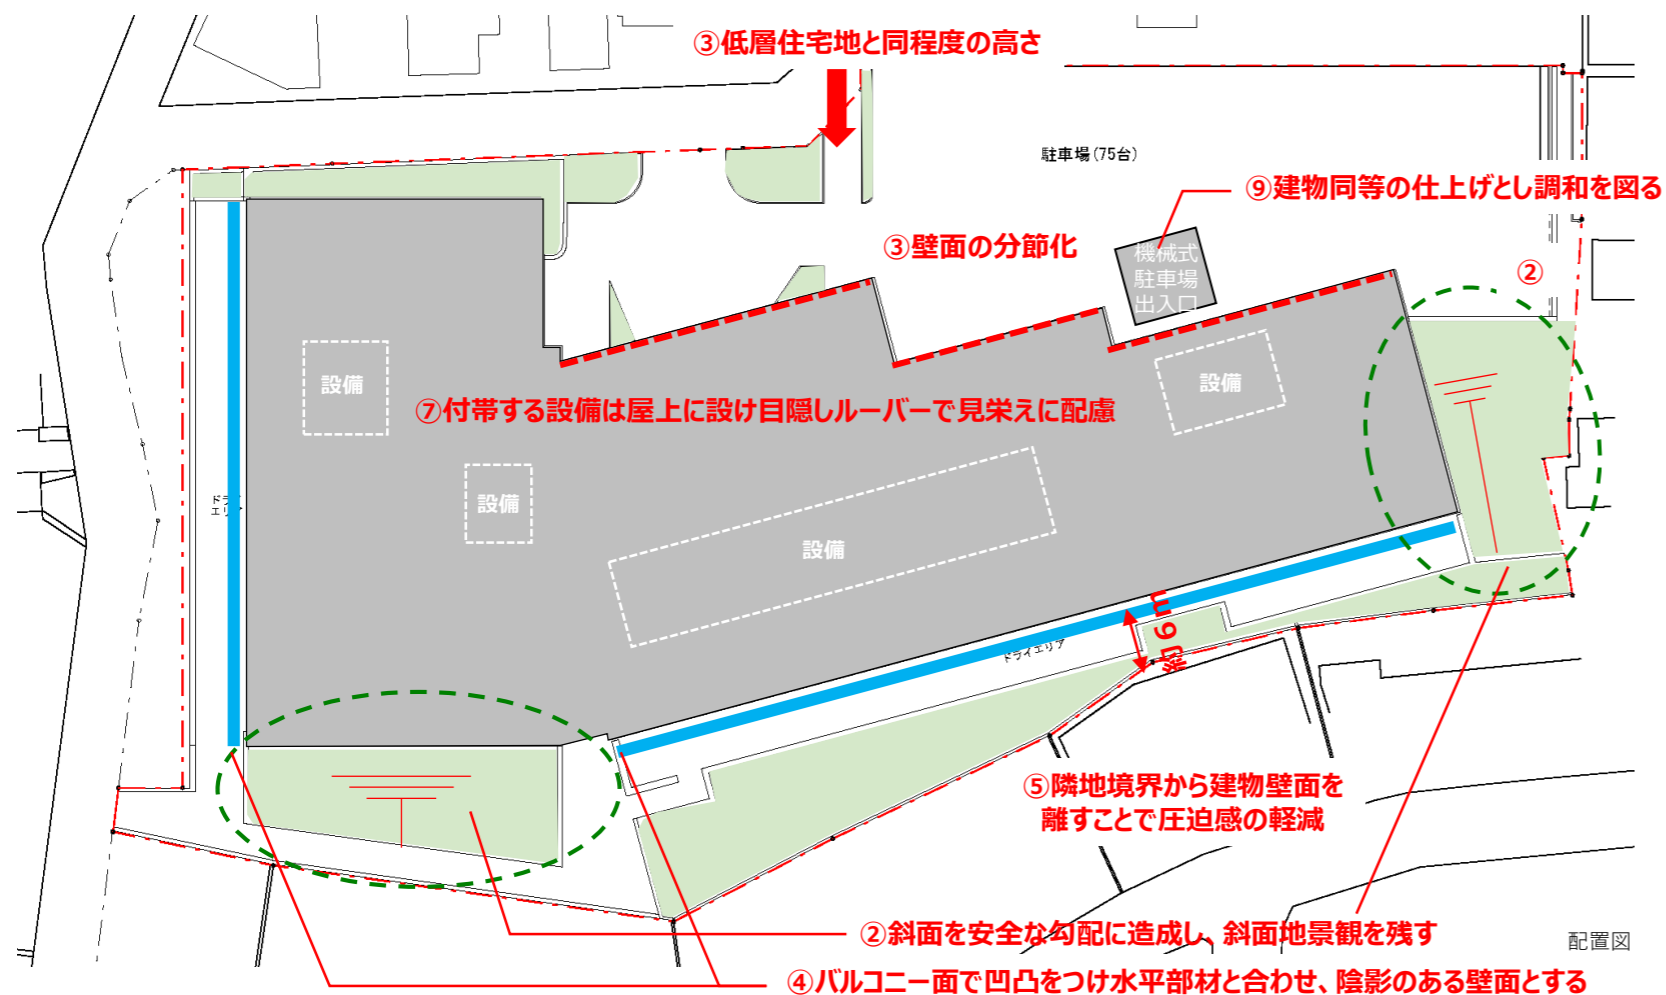 ③低層住宅地と同程度の高さ
駐車場(75台)
⑨建物同等の仕上げとし調和を図る
③壁面の分節化
機械式
駐車場
出入口
②
設備
設備
⑦付帯する設備は屋上に設け目隠しルーバーで見栄えに配慮
設備
ドライ
エリア
設備
約9m
ドライエリア
⑤隣地境界から建物壁面を
離すことで圧迫感の軽減
②斜面を安全な勾配に造成し、斜面地景観を残す
配置図
④バルコニー面で凹凸をつけ水平部材と合わせ、陰影のある壁面とする